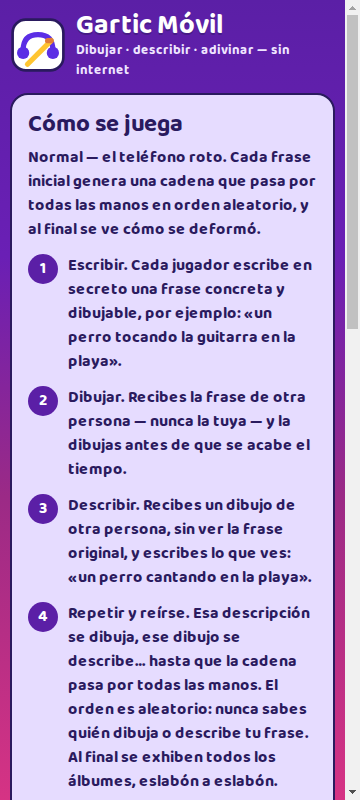 Gartic Móvil
Dibujar · describir · adivinar — sin
internet
Cómo se juega
Normal — el teléfono roto. Cada frase
inicial genera una cadena que pasa por
todas las manos en orden aleatorio, y
al final se ve cómo se deformó.
1 Escribir. Cada jugador escribe en
secreto una frase concreta y
dibujable, por ejemplo: «un
perro tocando la guitarra en la
playa».
2 Dibujar. Recibes la frase de otra
persona — nunca la tuya — y la
dibujas antes de que se acabe el
tiempo.
3 Describir. Recibes un dibujo de
otra persona, sin ver la frase
original, y escribes lo que ves:
«un perro cantando en la playa».
4 Repetir y reírse. Esa descripción
se dibuja, ese dibujo se
describe... hasta que la cadena
pasa por todas las manos. El
orden es aleatorio: nunca sabes
quién dibuja o describe tu frase.
Al final se exhiben todos los
álbumes, eslabón a eslabón.